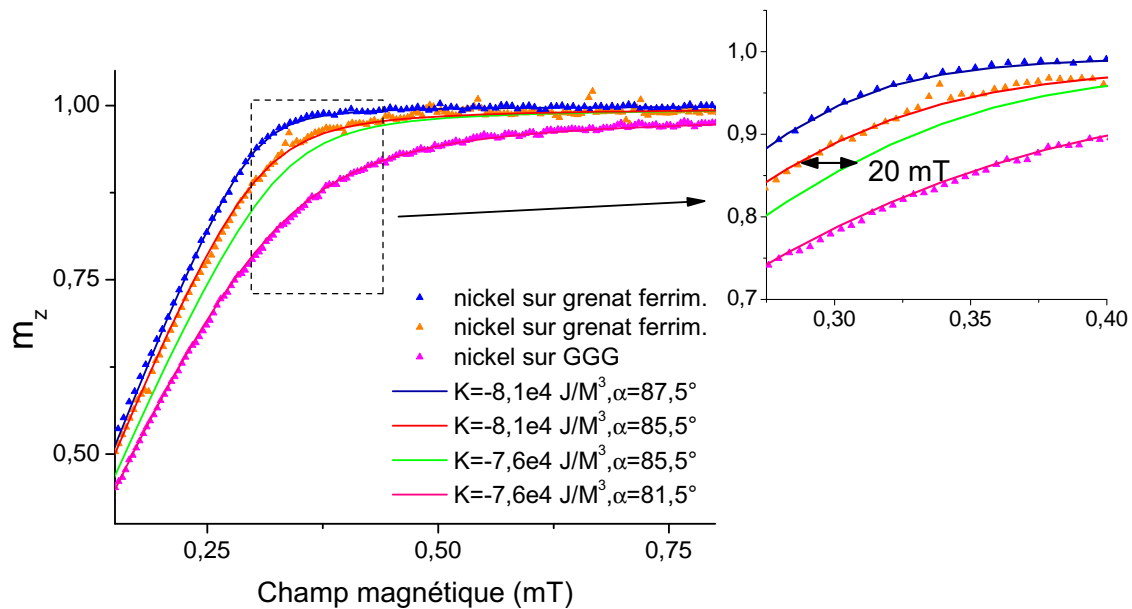 1,00
0,75
0,50
m_z
0,25
0,50
0,75
Champ magnétique (mT)
nickel sur grenat ferrim.
nickel sur grenat ferrim.
nickel sur GGG
K=-8,1e4 J/M³,α=87,5°
K=-8,1e4 J/M³,α=85,5°
K=-7,6e4 J/M³,α=85,5°
K=-7,6e4 J/M³,α=81,5°
1,0
0,9
0,8
0,7
20 mT
0,30
0,35
0,40